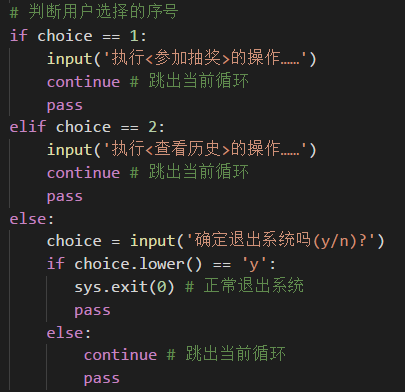 # 判断用户选择的序号
if choice == 1:
    input('执行<参加抽奖>的操作……')
    continue # 跳出当前循环
    pass
elif choice == 2:
    input('执行<查看历史>的操作……')
    continue # 跳出当前循环
    pass
else:
    choice = input('确定退出系统吗(y/n)?')
    if choice.lower() == 'y':
       sys.exit(0) # 正常退出系统
       pass
    else:
        continue # 跳出当前循环
        pass